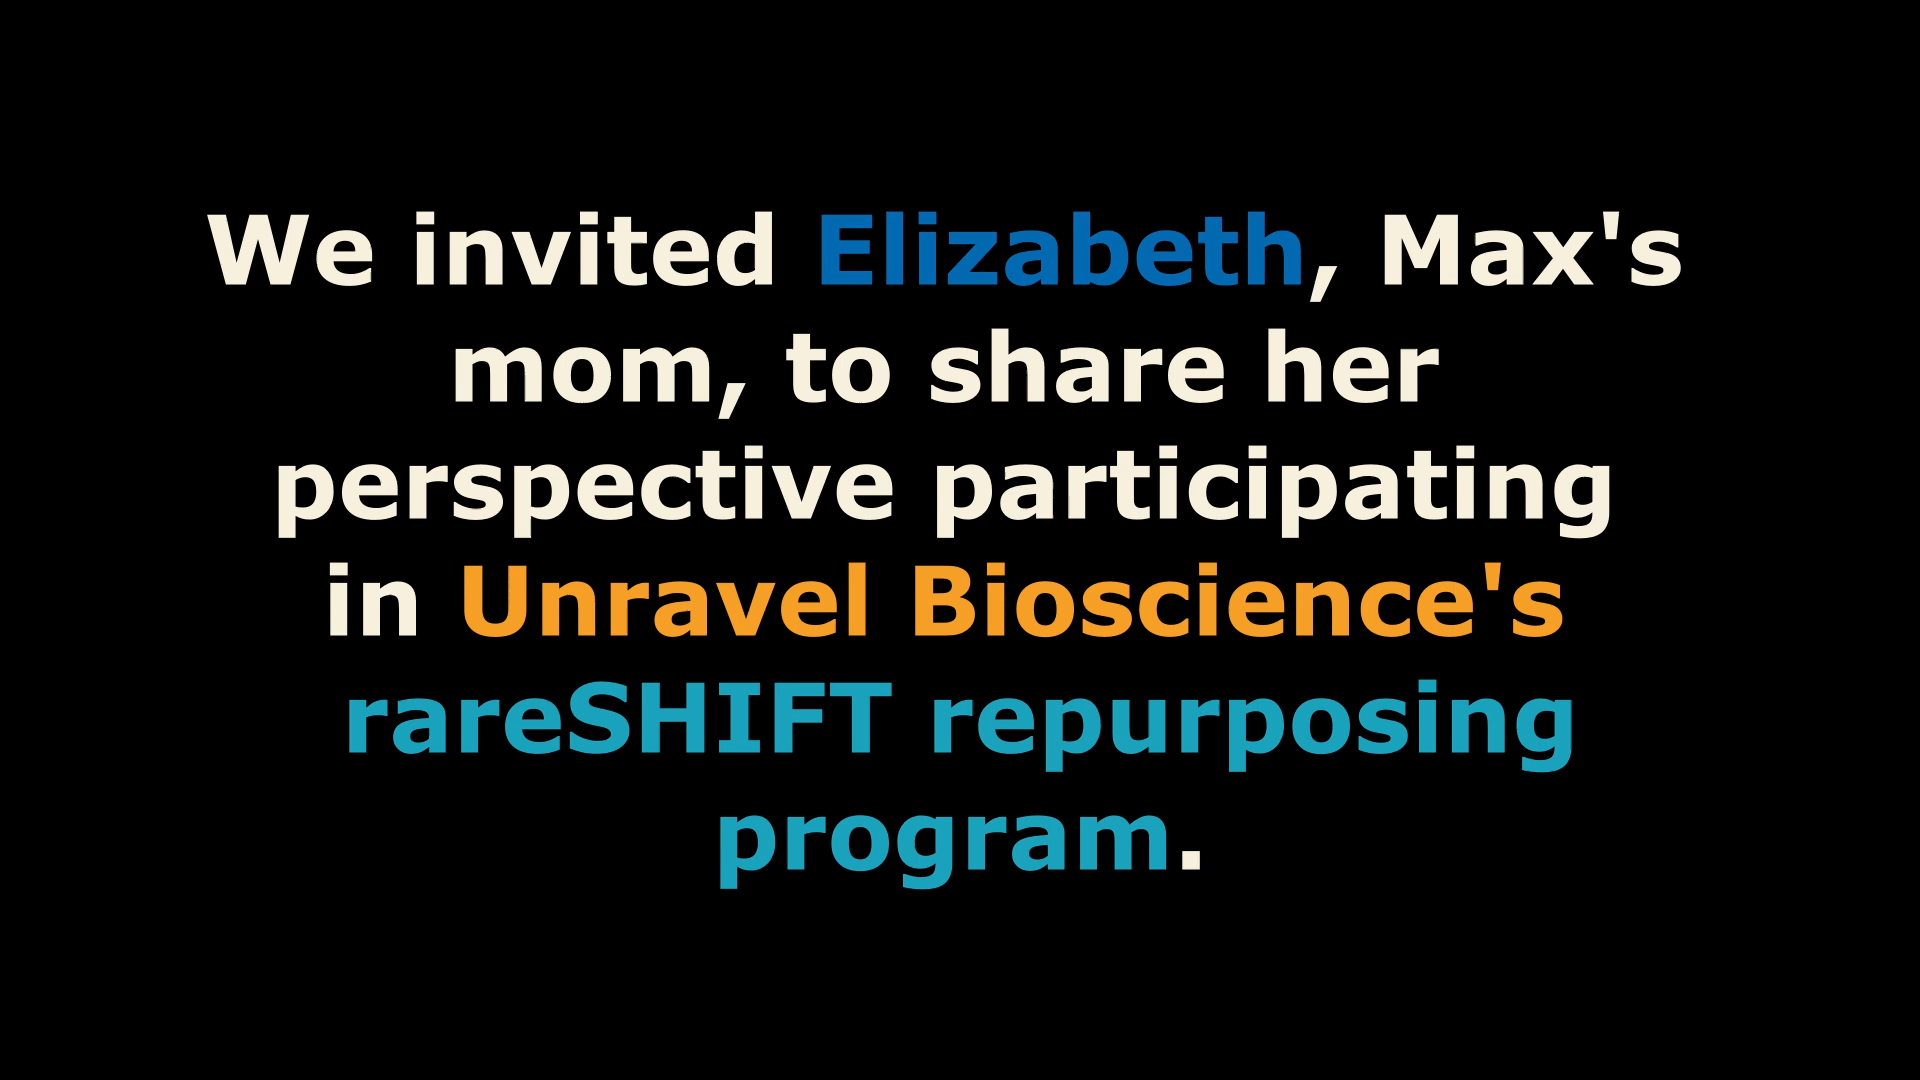 We invited Elizabeth, Max's
mom, to share her
perspective participating
in Unravel Bioscience's
rareSHIFT repurposing
program.